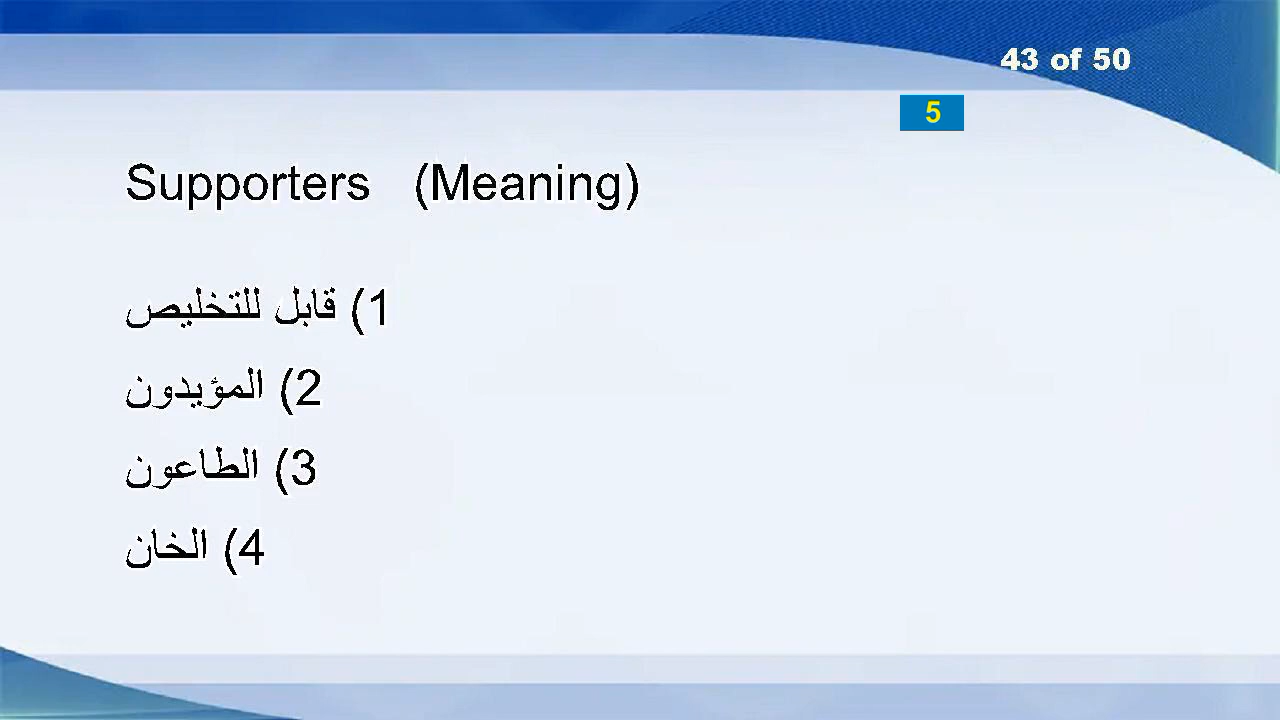 43 of 50
5
Supporters (Meaning)
1) قابل للتخليص
2) المؤيدون
3) الطاعون
4) الخان